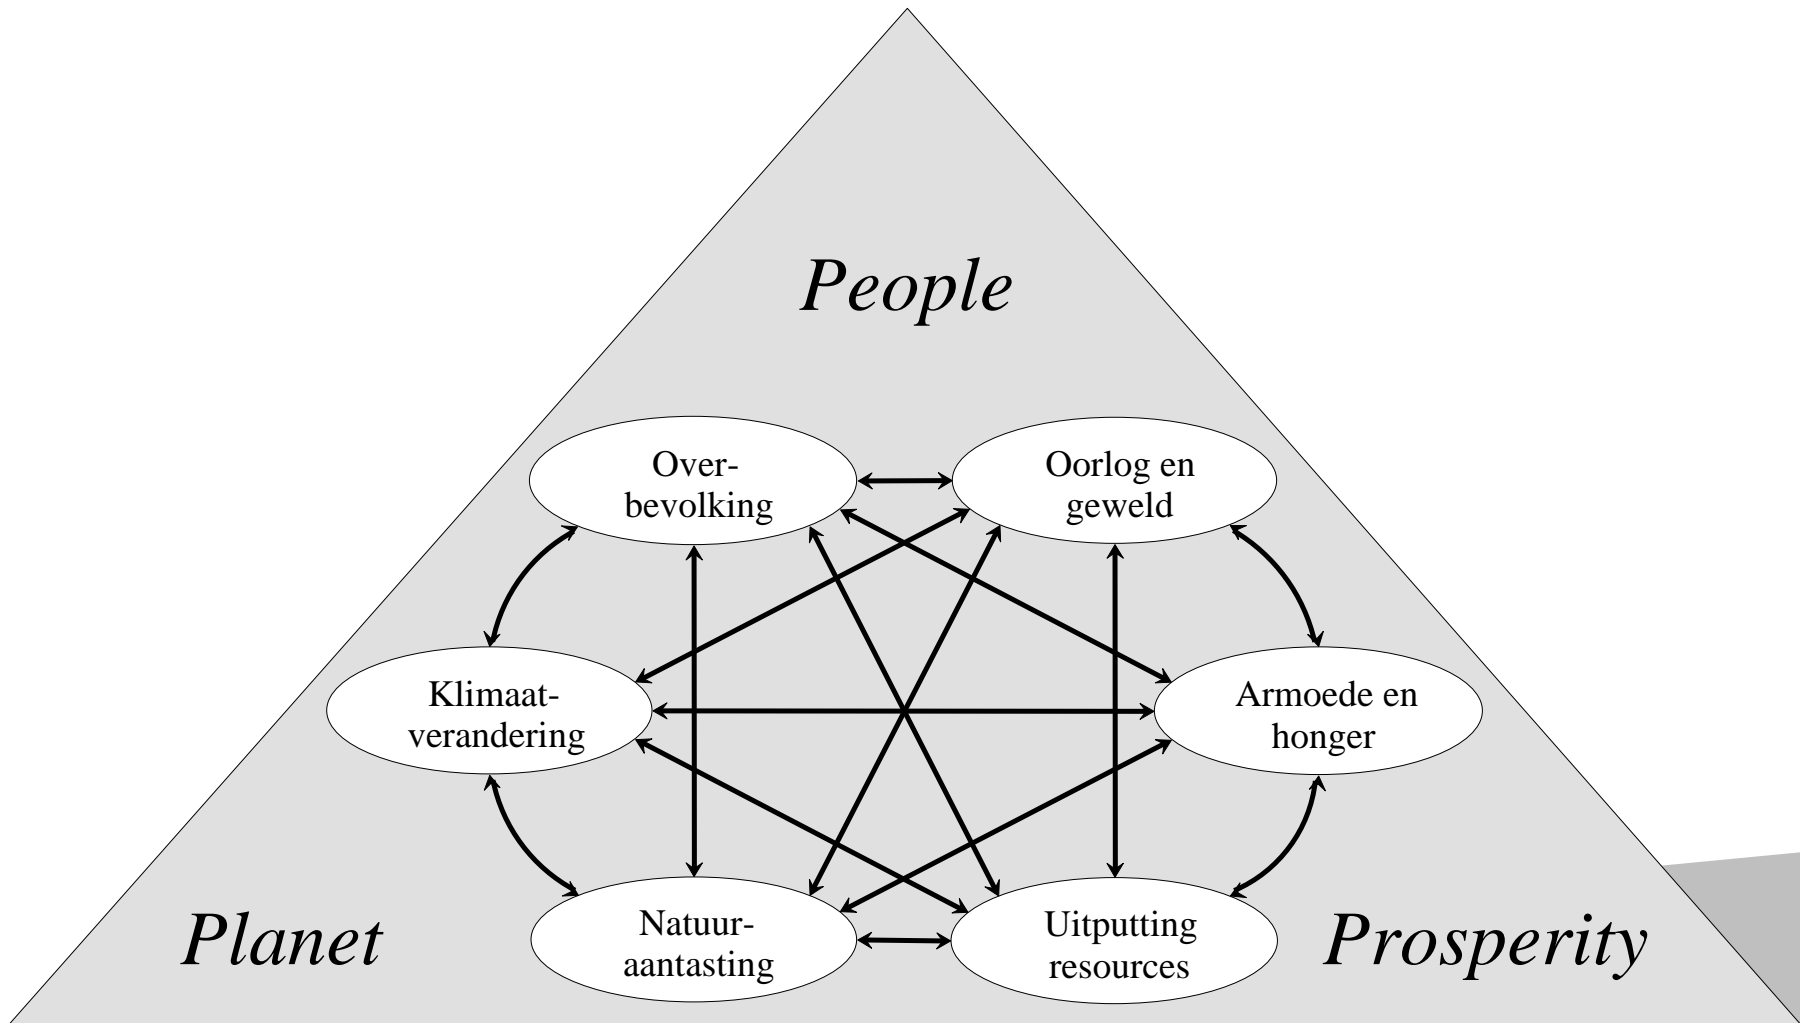 People
Over-
bevolking
Oorlog en
geweld
Klimaat-
verandering
Armoede en
honger
Natuur-
aantasting
Uitputting
resources
Planet
Prosperity